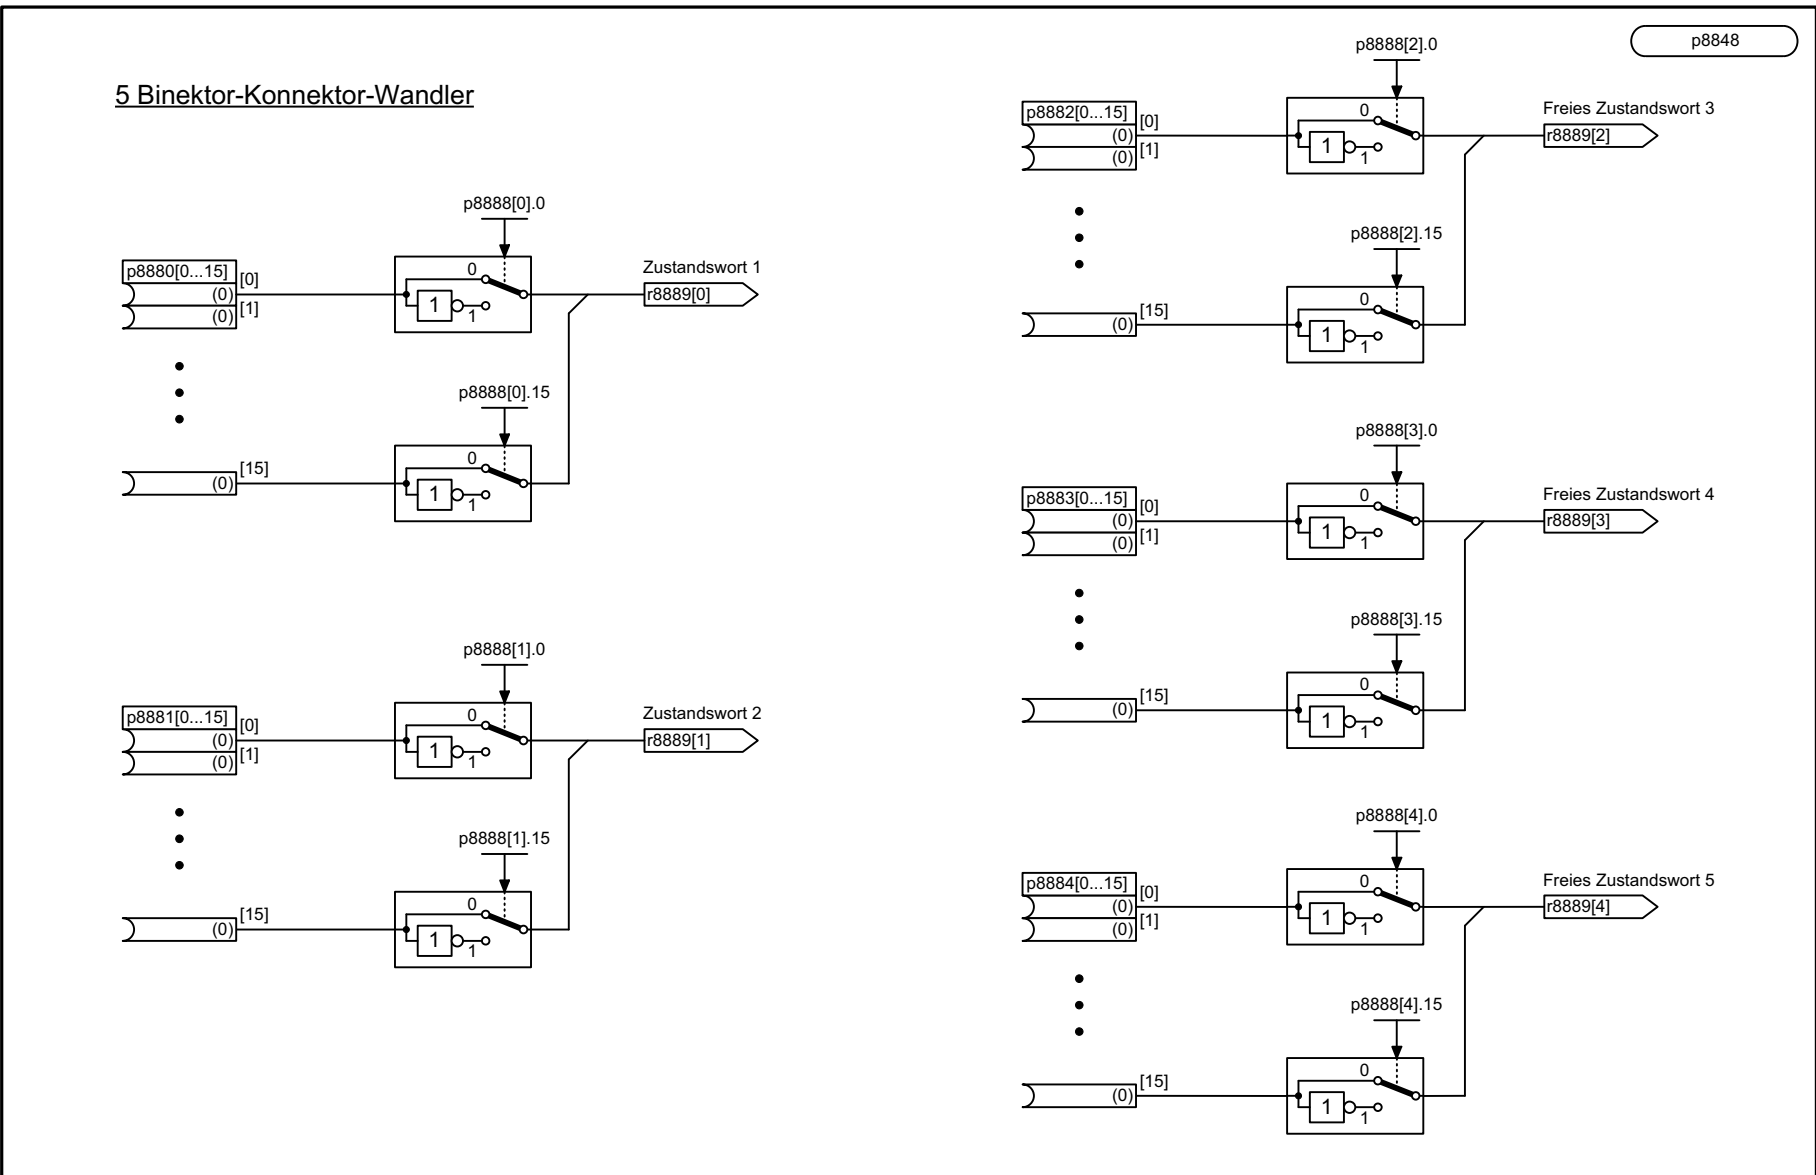 p8848
5 Binektor-Konnektor-Wandler
p8888[0].0
p8880[0...15]
[0]
(0)
[1]
(0)
0
1
1
Zustandswort 1
r8889[0]
p8888[0].15
[15]
(0)
0
1
1
p8888[1].0
p8881[0...15]
[0]
(0)
[1]
(0)
0
1
1
Zustandswort 2
r8889[1]
p8888[1].15
[15]
(0)
0
1
1
p8888[2].0
p8882[0...15]
[0]
(0)
[1]
(0)
0
1
1
Freies Zustandswort 3
r8889[2]
p8888[2].15
[15]
(0)
0
1
1
p8888[3].0
p8883[0...15]
[0]
(0)
[1]
(0)
0
1
1
Freies Zustandswort 4
r8889[3]
p8888[3].15
[15]
(0)
0
1
1
p8888[4].0
p8884[0...15]
[0]
(0)
[1]
(0)
0
1
1
Freies Zustandswort 5
r8889[4]
p8888[4].15
[15]
(0)
0
1
1